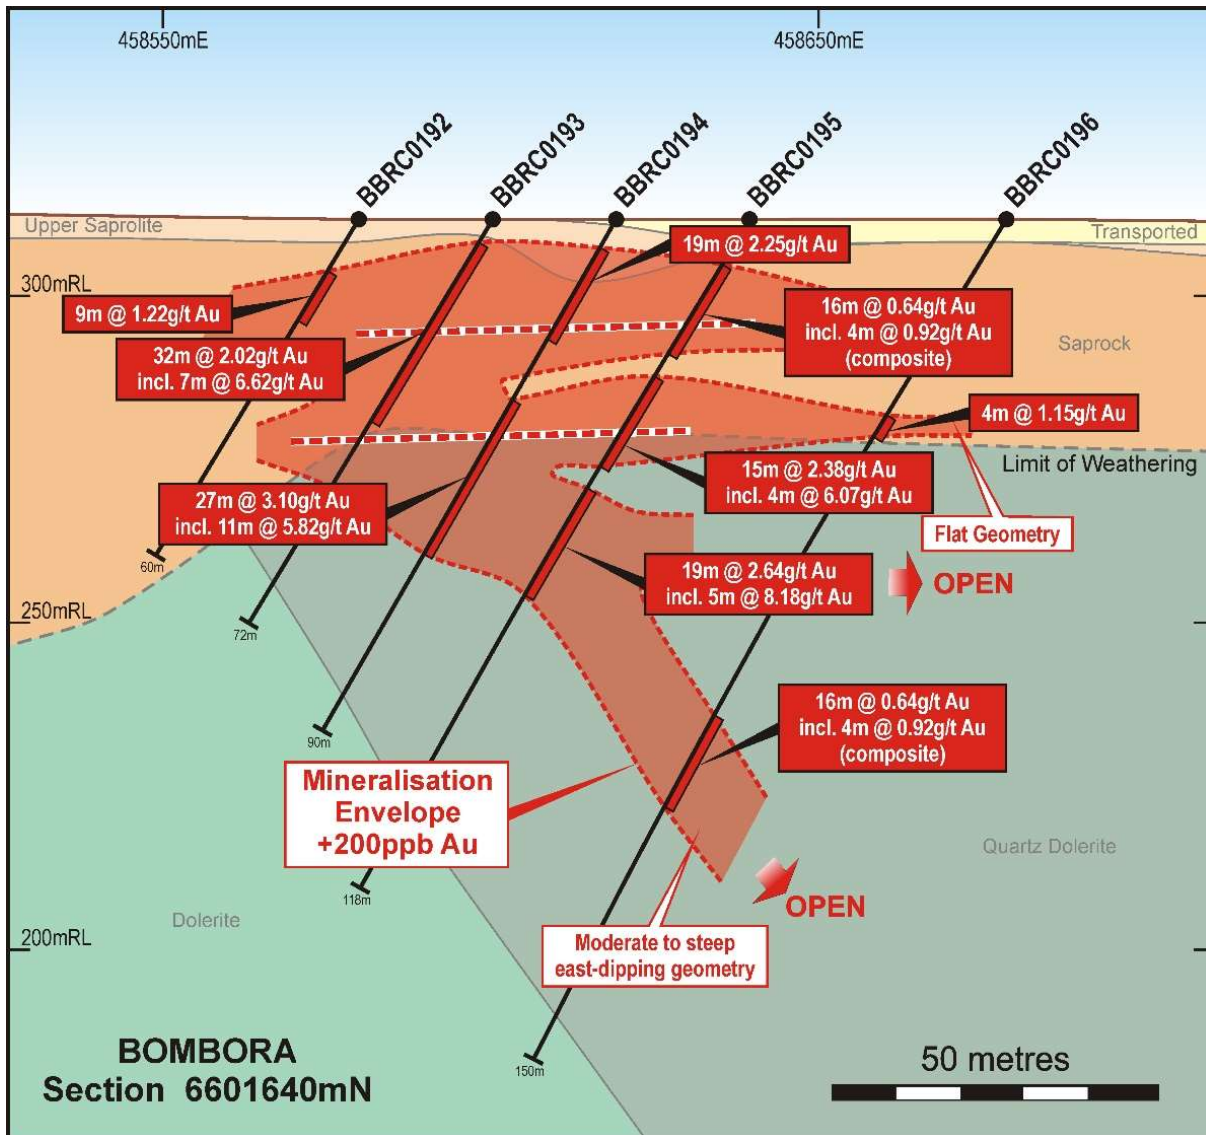 458550mE
458650mE
BBRC0192
BBRC0193
BBRC0194
BBRC0195
BBRC0196
Upper Saprolite
Transported
300mRL
19m @ 2.25g/t Au
9m @ 1.22g/t Au
16m @ 0.64g/t Au
incl. 4m @ 0.92g/t Au
(composite)
Saprock
32m @ 2.02g/t Au
incl. 7m @ 6.62g/t Au
4m @ 1.15g/t Au
Limit of Weathering
15m @ 2.38g/t Au
incl. 4m @ 6.07g/t Au
27m @ 3.10g/t Au
incl. 11m @ 5.82g/t Au
Flat Geometry
60m
19m @ 2.64g/t Au
incl. 5m @ 8.18g/t Au
OPEN
250mRL
72m
16m @ 0.64g/t Au
incl. 4m @ 0.92g/t Au
(composite)
90m
Mineralisation
Envelope
+200ppb Au
Quartz Dolerite
118m
OPEN
Dolerite
200mRL
Moderate to steep
east-dipping geometry
150m
BOMBORA
Section 6601640mN
50 metres